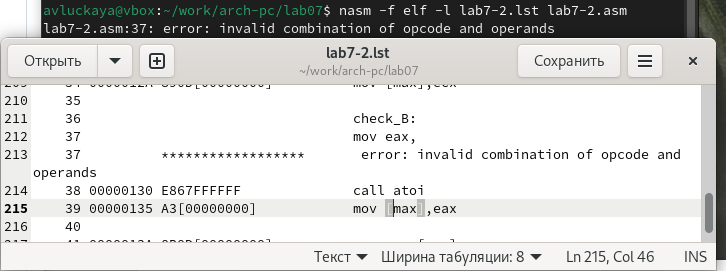 avluckaya@vbox:~/work/arch-pc/lab07$ nasm -f elf -l lab7-2.lst lab7-2.asm
lab7-2.asm:37: error: invalid combination of opcode and operands
Открыть
lab7-2.lst
~/work/arch-pc/lab07
Сохранить
210 35
211 36 check_B:
212 37 mov eax,
213 37 ****************** error: invalid combination of opcode and
operands
214 38 00000130 E867FFFFFF call atoi
215 39 00000135 A3[00000000] mov [max],eax
216 40
Текст Ширина табуляции: 8 Ln 215, Col 46 INS